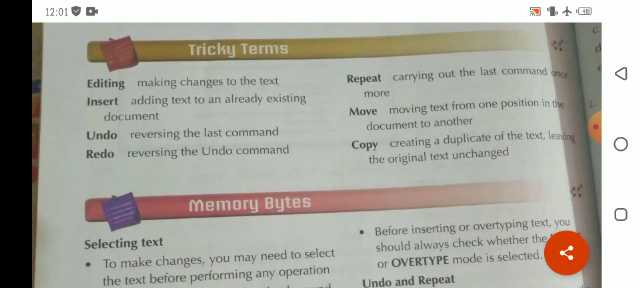 12:01
48
Tricky Terms
Editing making changes to the text
Insert adding text to an already existing
document
Undo reversing the last command
Redo reversing the Undo command
Repeat carrying out the last command once
more
Move moving text from one position in the
document to another
Copy creating a duplicate of the text, leaving
the original text unchanged
Memory Bytes
Selecting text
• To make changes, you may need to select
the text before performing any operation
• Before inserting or overtyping text, you
should always check whether the
or OVERTYPE mode is selected.
Undo and Repeat